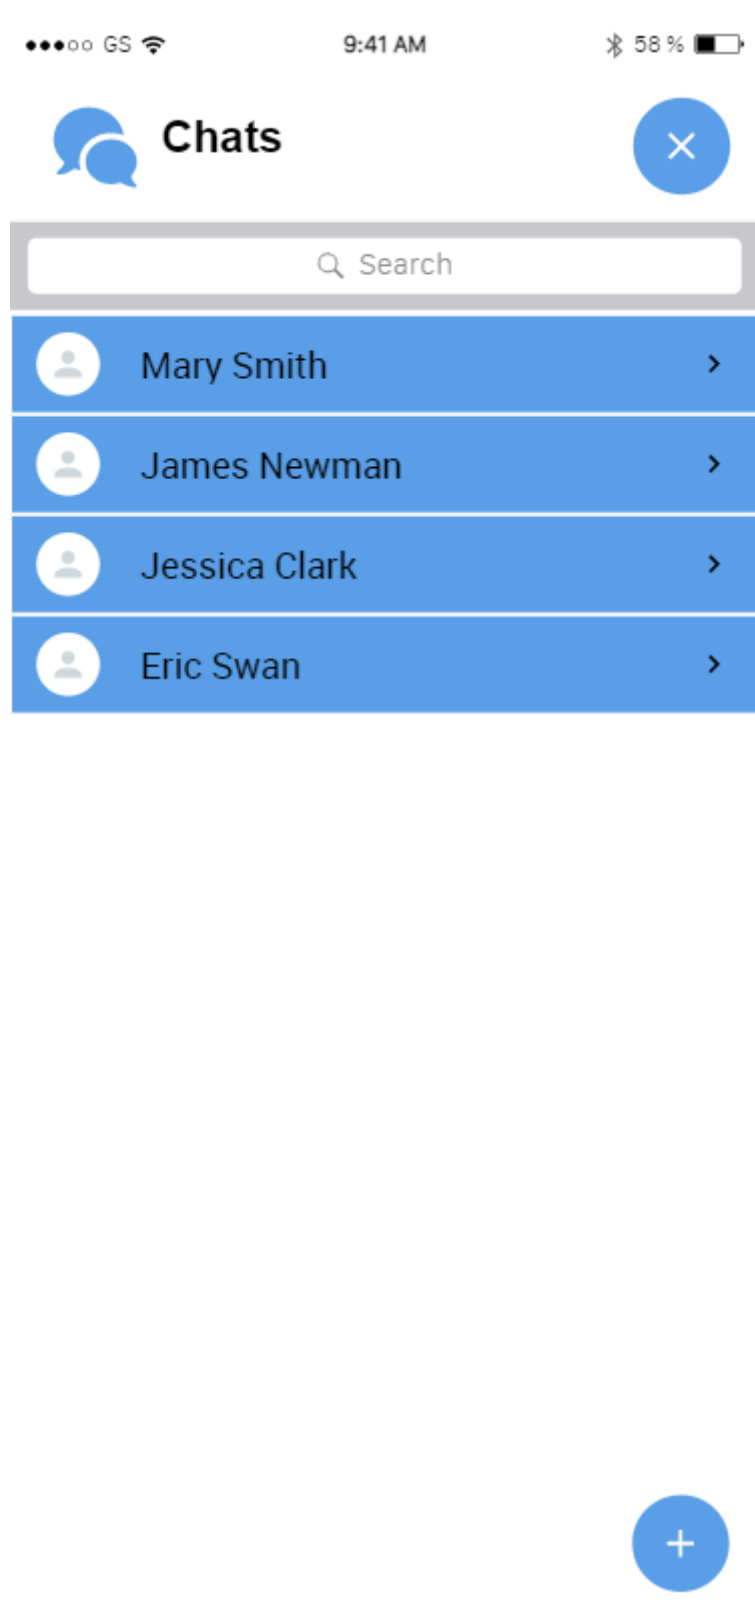 GS 9:41 AM 58 %
Chats
Search
Mary Smith
James Newman
Jessica Clark
Eric Swan